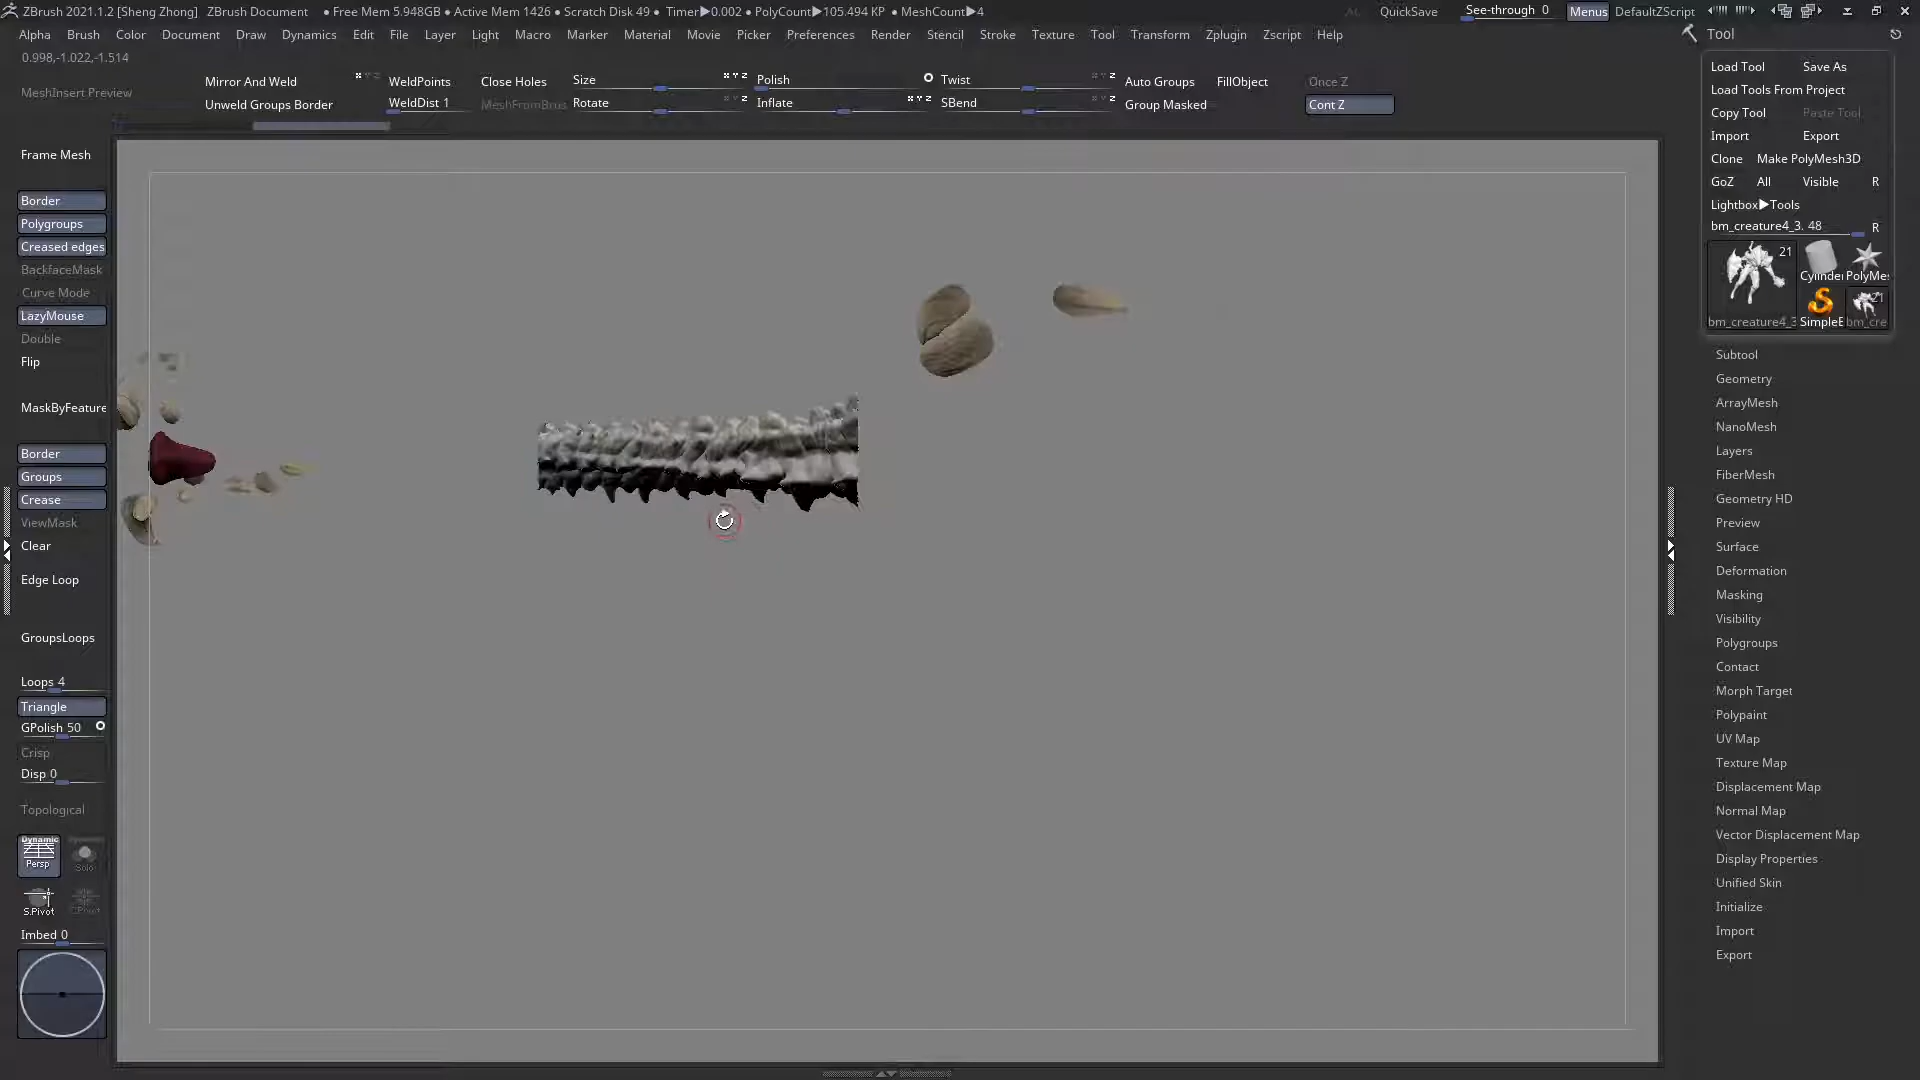 ZBrush 2021.1.2 [Sheng Zhong] ZBrush Document • Free Mem 5.948GB • Active Mem 1426 • Scratch Disk 49 • Timer▶0.002 • PolyCount▶105.494 KP • MeshCount▶4 QuickSave See-through 0 Menus DefaultZScript
Alpha Brush Color Document Draw Dynamics Edit File Layer Light Macro Marker Material Movie Picker Preferences Render Stencil Stroke Texture Tool Transform Zplugin Zscript Help Tool
0.998,-1.022,-1.514
MeshInsert Preview
Mirror And Weld WeldPoints Close Holes Size Polish Twist Auto Groups FillObject Once Z
Unweld Groups Border WeldDist 1 MeshFromBrus Rotate Inflate SBend Group Masked Cont Z
Frame Mesh
Border
Polygroups
Creased edges
BackfaceMask
Curve Mode
LazyMouse
Double
Flip
MaskByFeature
Border
Groups
Crease
ViewMask
Clear
Edge Loop
GroupsLoops
Loops 4
Triangle
GPolish 50
Crisp
Disp 0
Topological
Dynamic
Persp Solo
S.Pivot
Imbed 0
Load Tool Save As
Load Tools From Project
Copy Tool Paste Tool
Import Export
Clone Make PolyMesh3D
GoZ All Visible R
Lightbox▶Tools
bm_creature4_3. 48 R
21
Cylinder PolyMe
21
bm_creature4_3 SimpleE bm_cre
Subtool
Geometry
ArrayMesh
NanoMesh
Layers
FiberMesh
Geometry HD
Preview
Surface
Deformation
Masking
Visibility
Polygroups
Contact
Morph Target
Polypaint
UV Map
Texture Map
Displacement Map
Normal Map
Vector Displacement Map
Display Properties
Unified Skin
Initialize
Import
Export